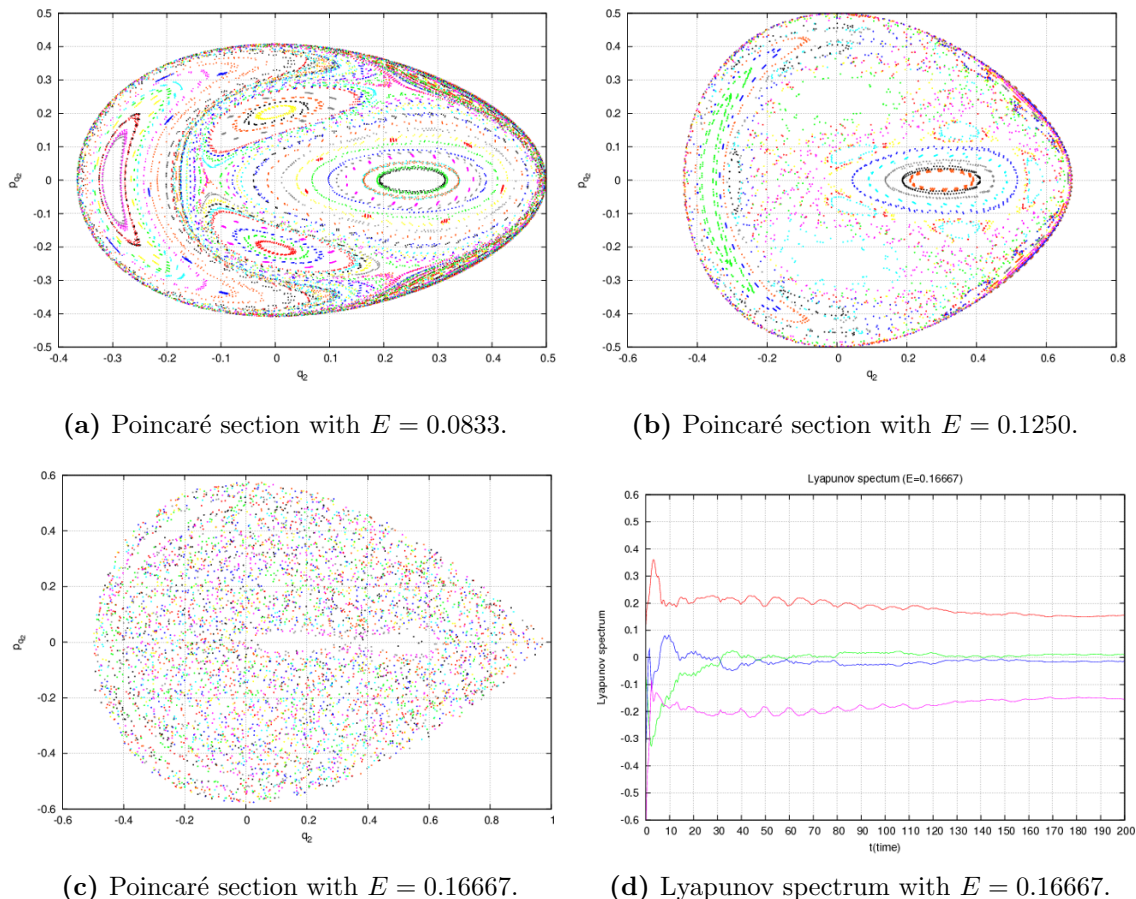 0.5
0.4
0.3
0.2
0.1
0
-0.1
-0.2
-0.3
-0.4
-0.5
-0.4 -0.3 -0.2 -0.1 0 0.1 0.2 0.3 0.4 0.5
p_q2
q2
(a) Poincaré section with E = 0.0833.
0.5
0.4
0.3
0.2
0.1
0
-0.1
-0.2
-0.3
-0.4
-0.5
-0.6 -0.4 -0.2 0 0.2 0.4 0.6 0.8
p_q2
q2
(b) Poincaré section with E = 0.1250.
0.6
0.4
0.2
0
-0.2
-0.4
-0.6
-0.6 -0.4 -0.2 0 0.2 0.4 0.6 0.8 1
p_q2
q2
(c) Poincaré section with E = 0.16667.
Lyapunov spectum (E=0.16667)
0.6
0.5
0.4
0.3
0.2
0.1
0
-0.1
-0.2
-0.3
-0.4
-0.5
-0.6
0 10 20 30 40 50 60 70 80 90 100 110 120 130 140 150 160 170 180 190 200
Lyapunov spectrum
t(time)
(d) Lyapunov spectrum with E = 0.16667.